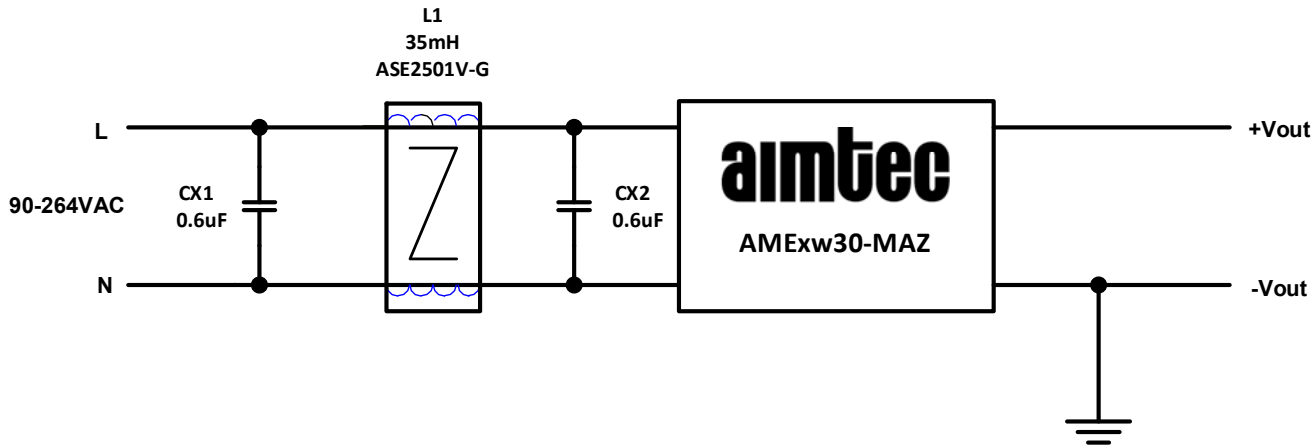 L1
35mH
ASE2501V-G
L
+Vout
aimtec
CX1
0.6uF
CX2
0.6uF
90-264VAC
AMExw30-MAZ
N
-Vout